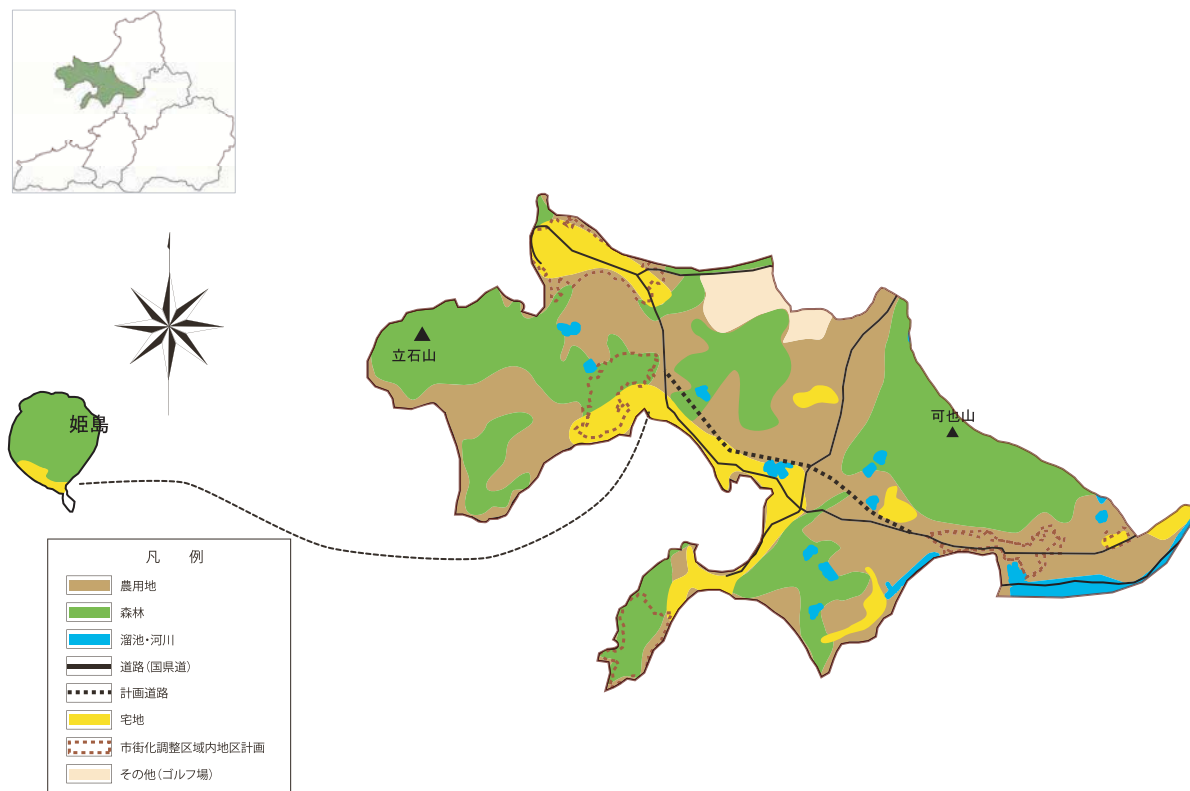 立石山
可也山
姫島
凡 例
農用地
森林
溜池・河川
道路（国県道）
計画道路
宅地
市街化調整区域内地区計画
その他（ゴルフ場）